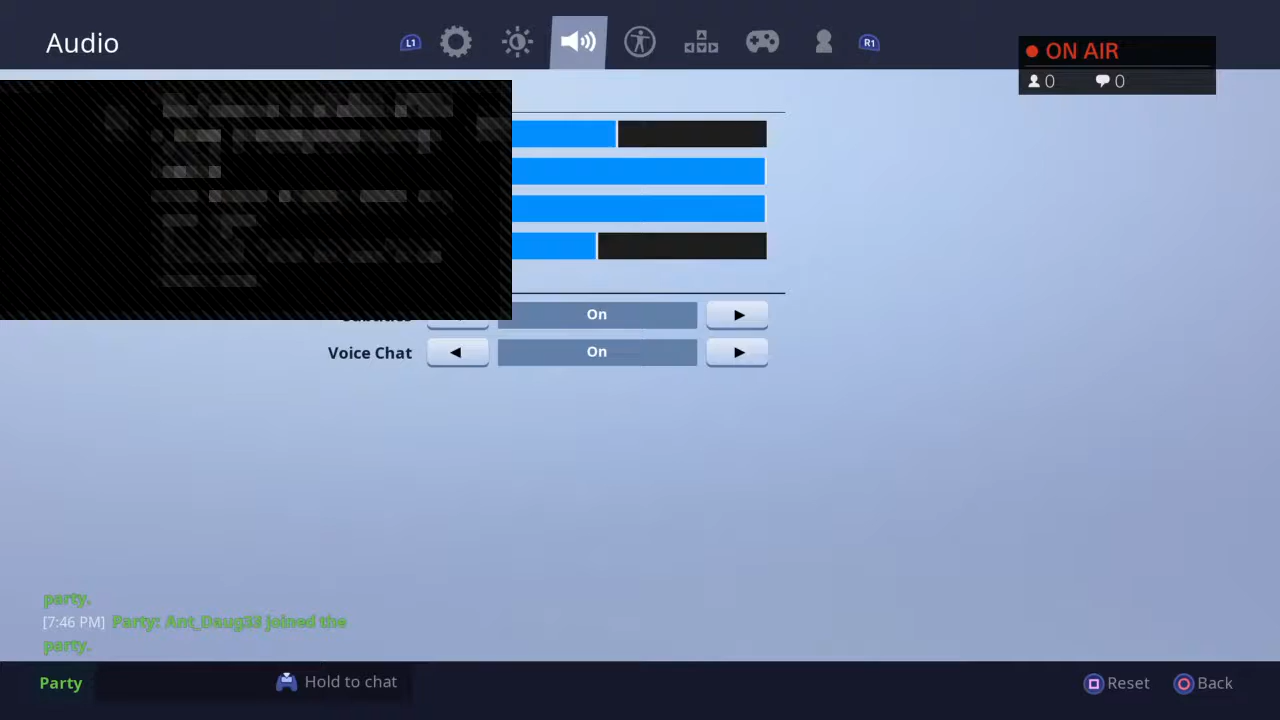 Audio
L1
R1
ON AIR
0
0
On
Voice Chat
On
party.
[7:46 PM] Party: Ant_Daug33 joined the
party.
Party
Hold to chat
Reset
Back